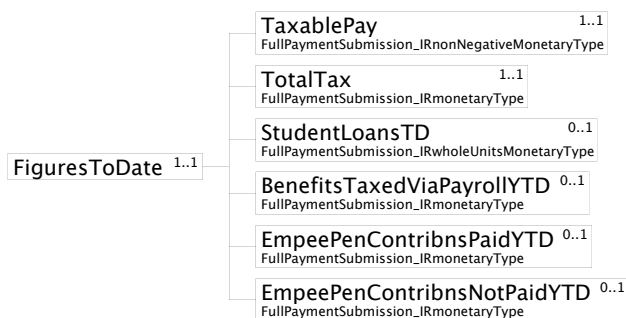 TaxablePay 1..1
FullPaymentSubmission_IRnonNegativeMonetaryType
TotalTax 1..1
FullPaymentSubmission_IRmonetaryType
StudentLoansTD 0..1
FullPaymentSubmission_IRwholeUnitsMonetaryType
FiguresToDate 1..1
BenefitsTaxedViaPayrollYTD 0..1
FullPaymentSubmission_IRmonetaryType
EmpeePenContribnsPaidYTD 0..1
FullPaymentSubmission_IRmonetaryType
EmpeePenContribnsNotPaidYTD 0..1
FullPaymentSubmission_IRmonetaryType